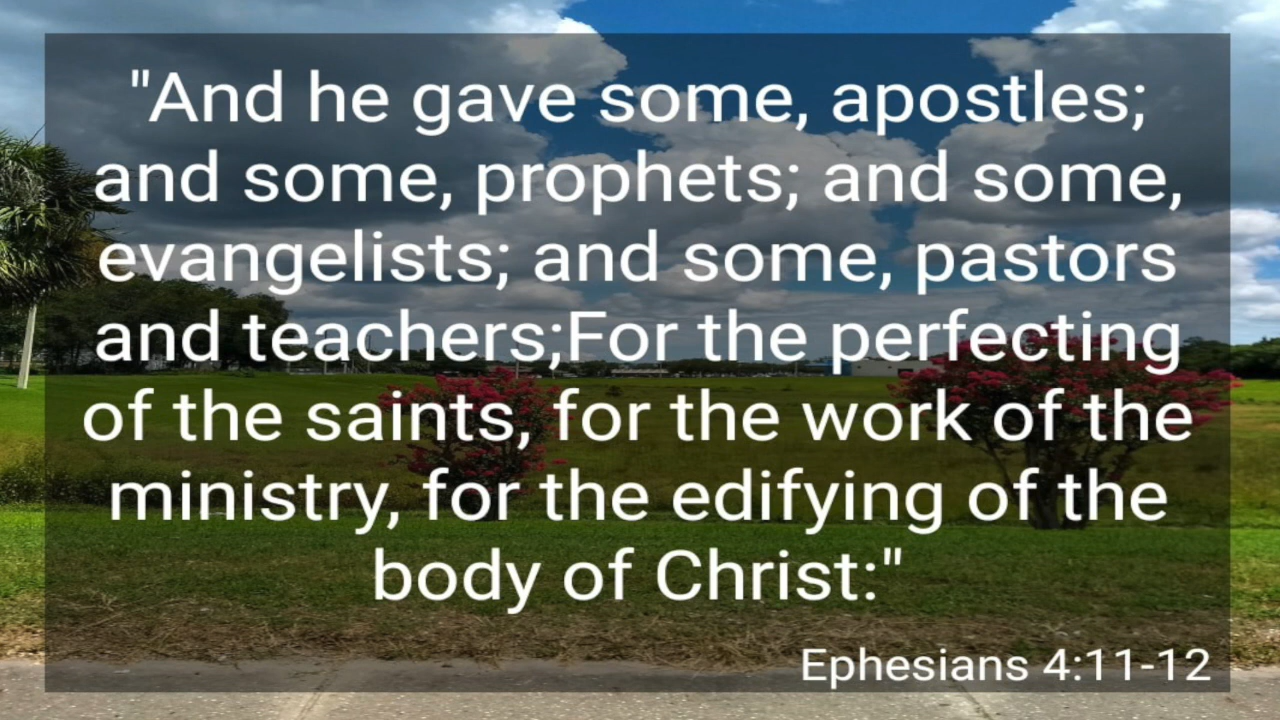 "And he gave some, apostles;
and some, prophets; and some,
evangelists; and some, pastors
and teachers;For the perfecting
of the saints, for the work of the
ministry, for the edifying of the
body of Christ:"
Ephesians 4:11-12